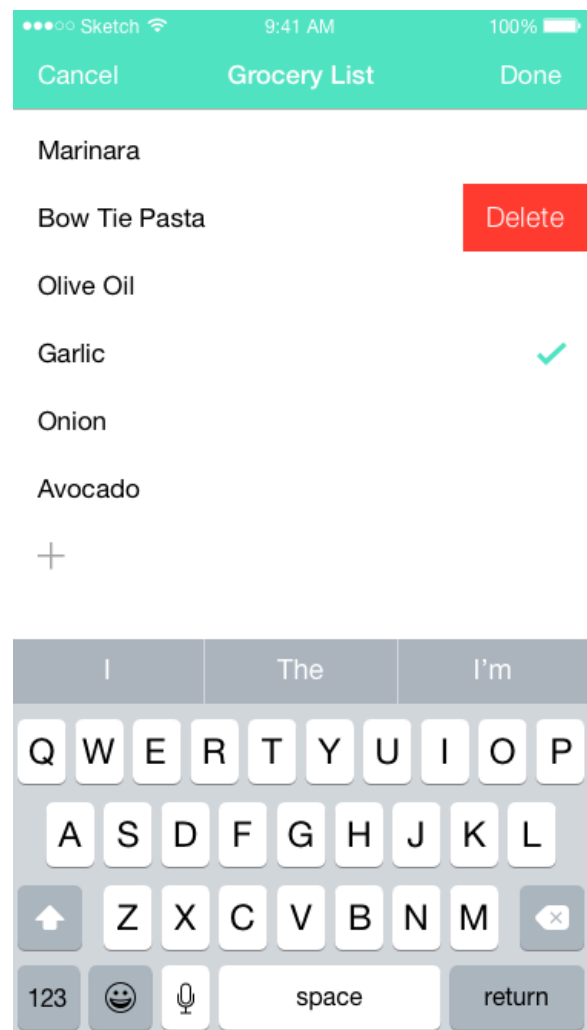 Sketch 9:41 AM 100%
Cancel Grocery List Done
Marinara
Bow Tie Pasta Delete
Olive Oil
Garlic
Onion
Avocado
I The I’m
Q W E R T Y U I O P
A S D F G H J K L
Z X C V B N M
123 space return